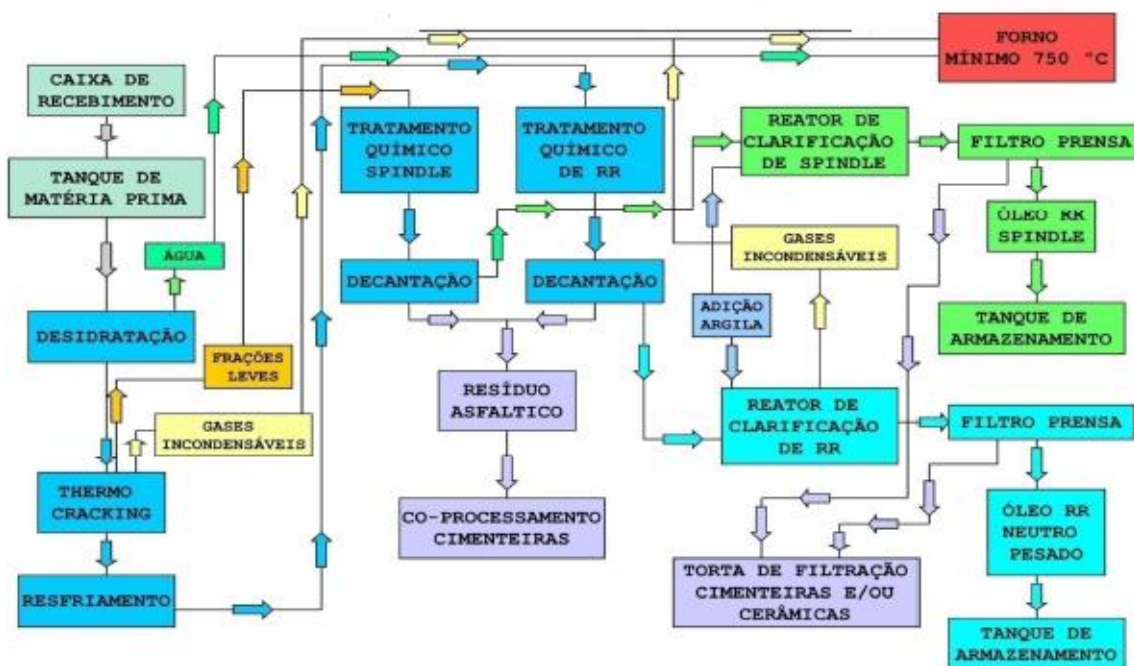 FORNO
MÍNIMO 750 °C
CAIXA DE
RECEBIMENTO
TRATAMENTO
QUÍMICO
SPINDLE
TRATAMENTO
QUÍMICO
DE RR
REATOR DE
CLARIFICAÇÃO
DE SPINDLE
FILTRO PRENSA
TANQUE DE
MATÉRIA PRIMA
ÓLEO RR
SPINDLE
ÁGUA
GASES
INCONDENSÁVEIS
DECANTAÇÃO
DECANTAÇÃO
ADIÇÃO
ARGILA
TANQUE DE
ARMAZENAMENTO
DESIDRATAÇÃO
FRAÇÕES
LEVES
RESÍDUO
ASFALTICO
REATOR DE
CLARIFICAÇÃO
DE RR
FILTRO PRENSA
GASES
INCONDENSÁVEIS
THERMO
CRACKING
CO-PROCESSAMENTO
CIMENTEIRAS
ÓLEO RR
NEUTRO
PESADO
TORTA DE FILTRAÇÃO
CIMENTEIRAS E/OU
CERÂMICAS
RESFRIAMENTO
TANQUE DE
ARMAZENAMENTO